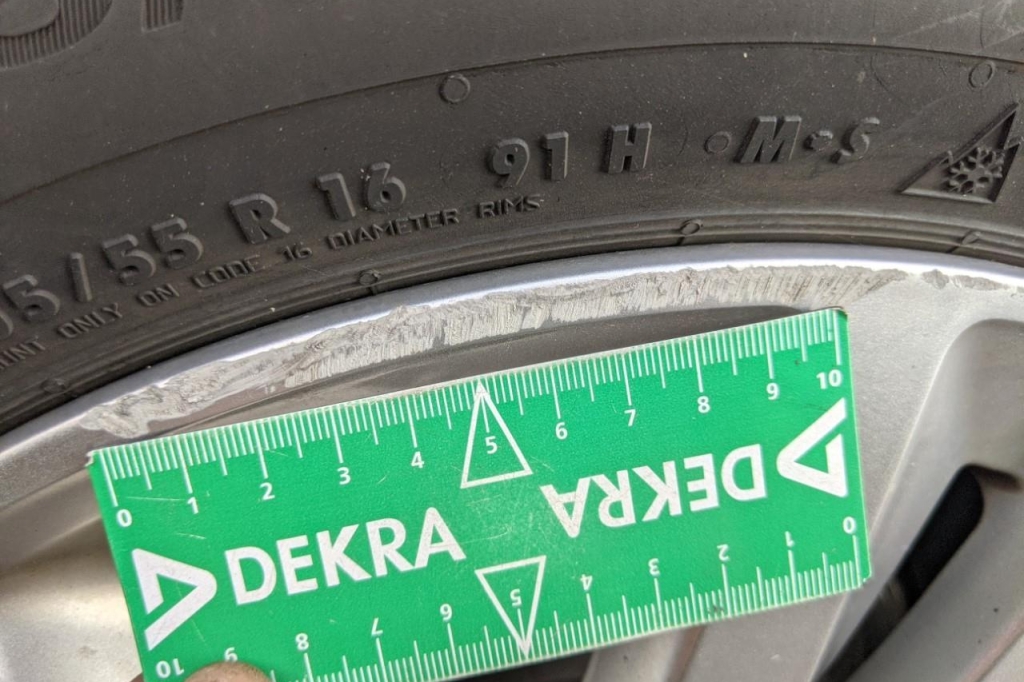 5/55 R 16 91 H M·S
ONLY ON CODE 16 DIAMETER RIMS
0 1 2 3 4 5 6 7 8 9 10
DEKRA
DEKRA
10 9 8 7 6 5 4 3 2 1 0